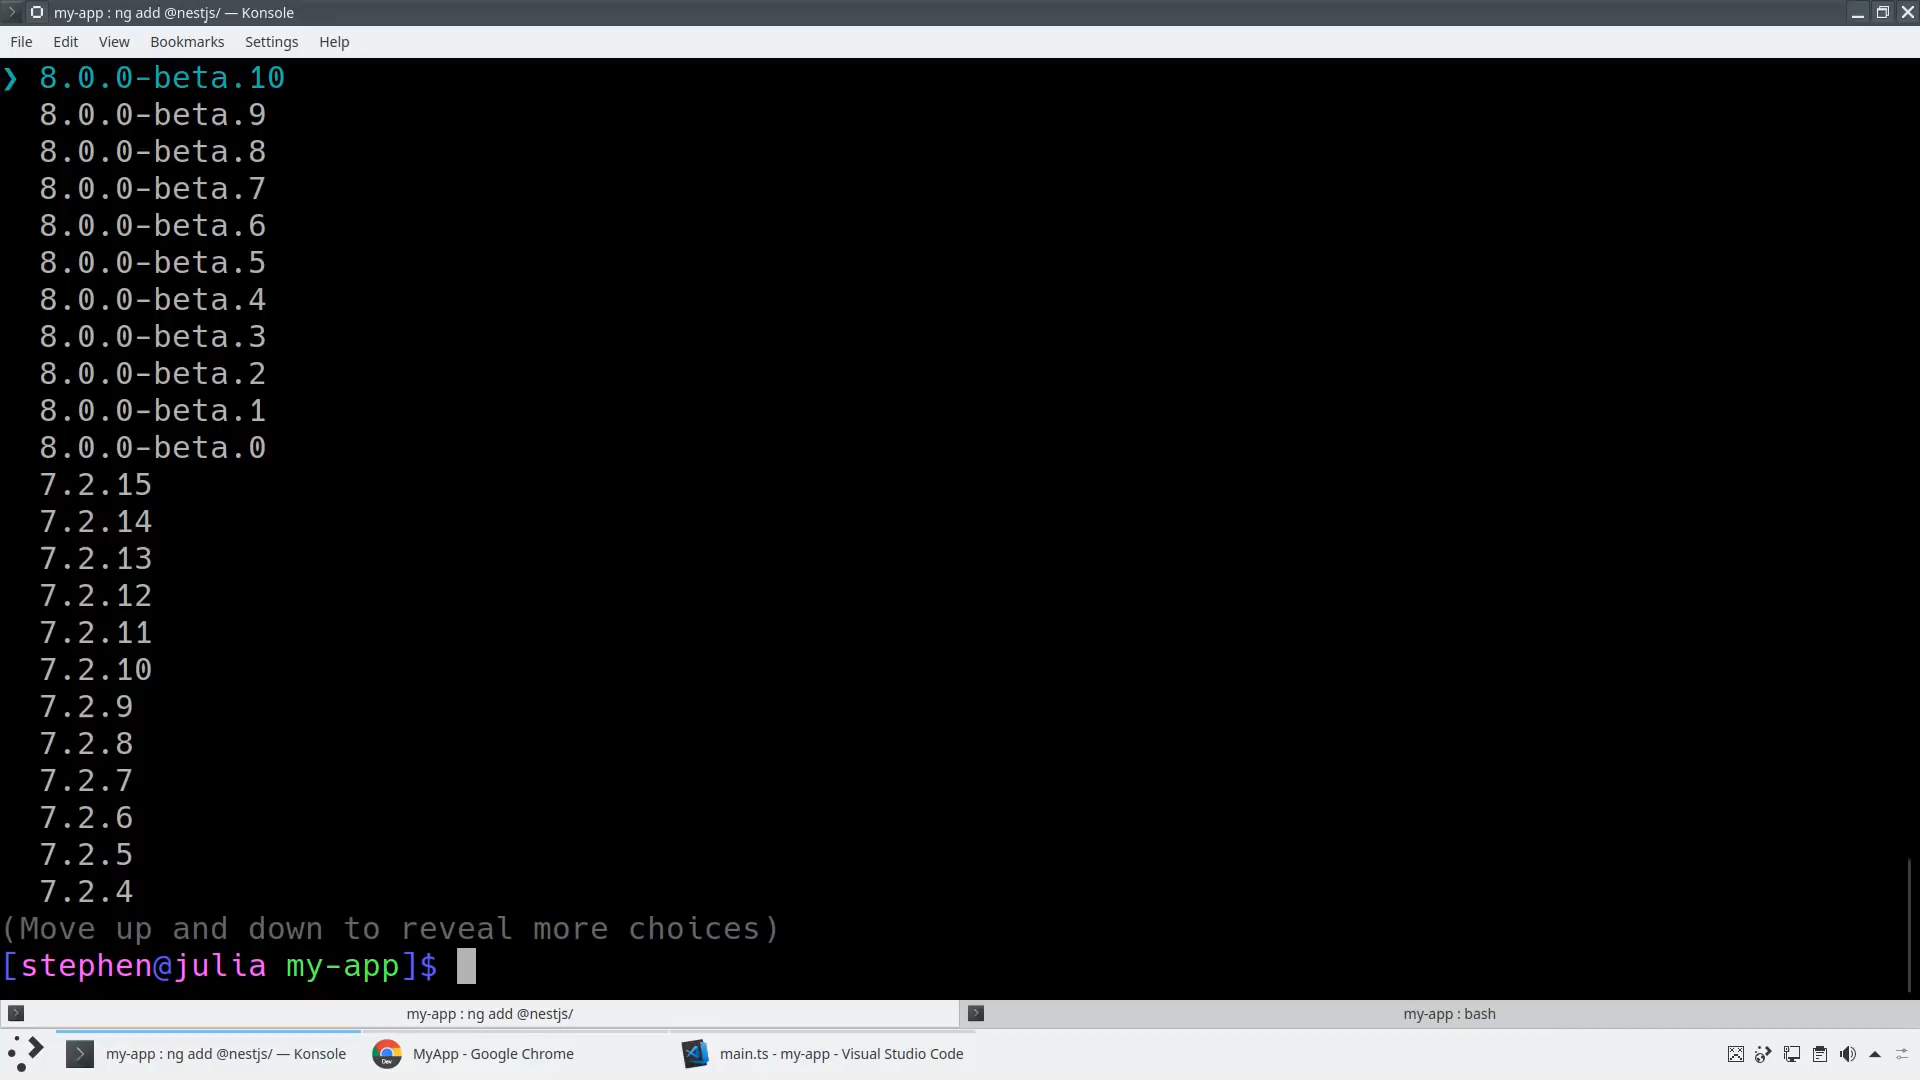 my-app : ng add @nestjs/ — Konsole
File Edit View Bookmarks Settings Help
❯ 8.0.0-beta.10
8.0.0-beta.9
8.0.0-beta.8
8.0.0-beta.7
8.0.0-beta.6
8.0.0-beta.5
8.0.0-beta.4
8.0.0-beta.3
8.0.0-beta.2
8.0.0-beta.1
8.0.0-beta.0
7.2.15
7.2.14
7.2.13
7.2.12
7.2.11
7.2.10
7.2.9
7.2.8
7.2.7
7.2.6
7.2.5
7.2.4
(Move up and down to reveal more choices)
[stephen@julia my-app]$
my-app : ng add @nestjs/ my-app : bash
my-app : ng add @nestjs/ — Konsole MyApp - Google Chrome main.ts - my-app - Visual Studio Code